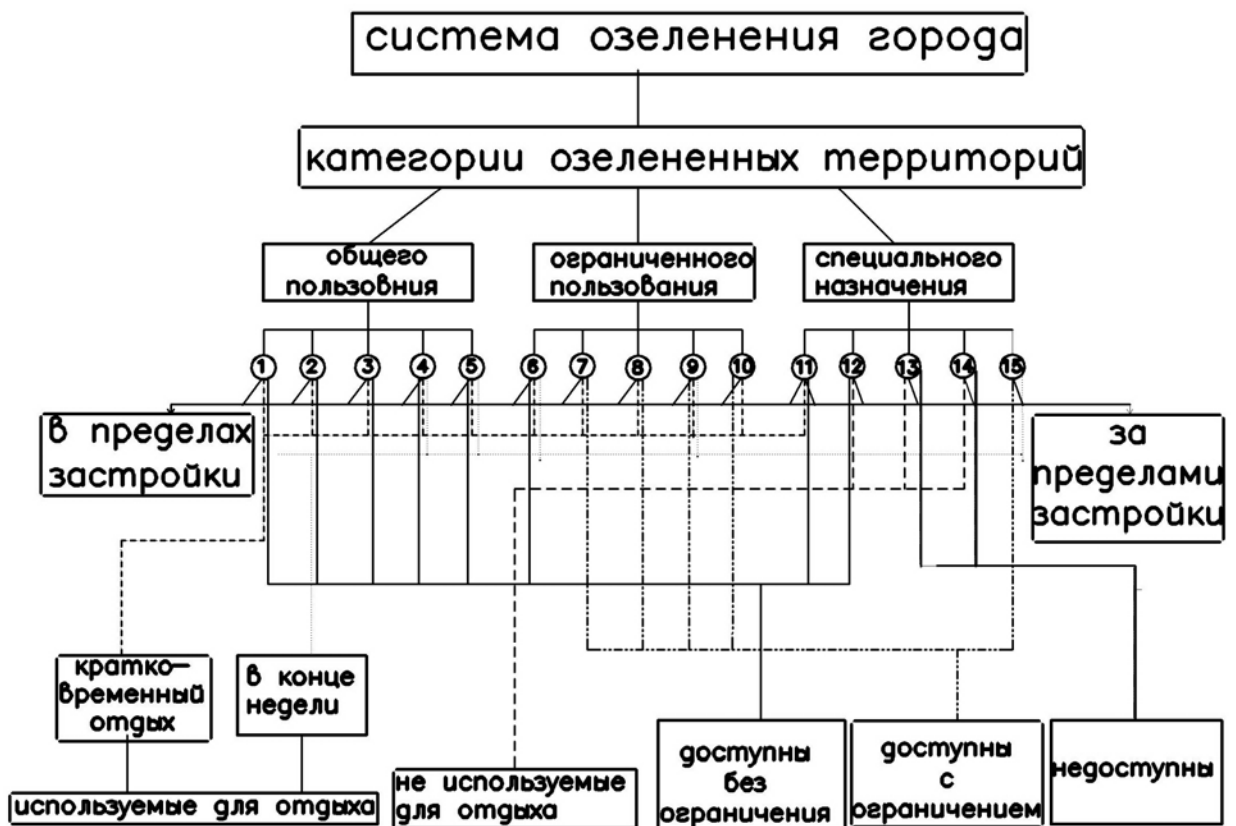 система озеленения города
категории озелененных территорий
общего
пользовния
ограниченного
пользования
специального
назначения
1 2 3 4 5 6 7 8 9 10 11 12 13 14 15
в пределах
застройки
за
пределами
застройки
кратко-
временный
отдых
в конце
недели
используемые для отдыха
не используемые
для отдыха
доступны
без
ограничения
доступны
с
ограничением
недоступны